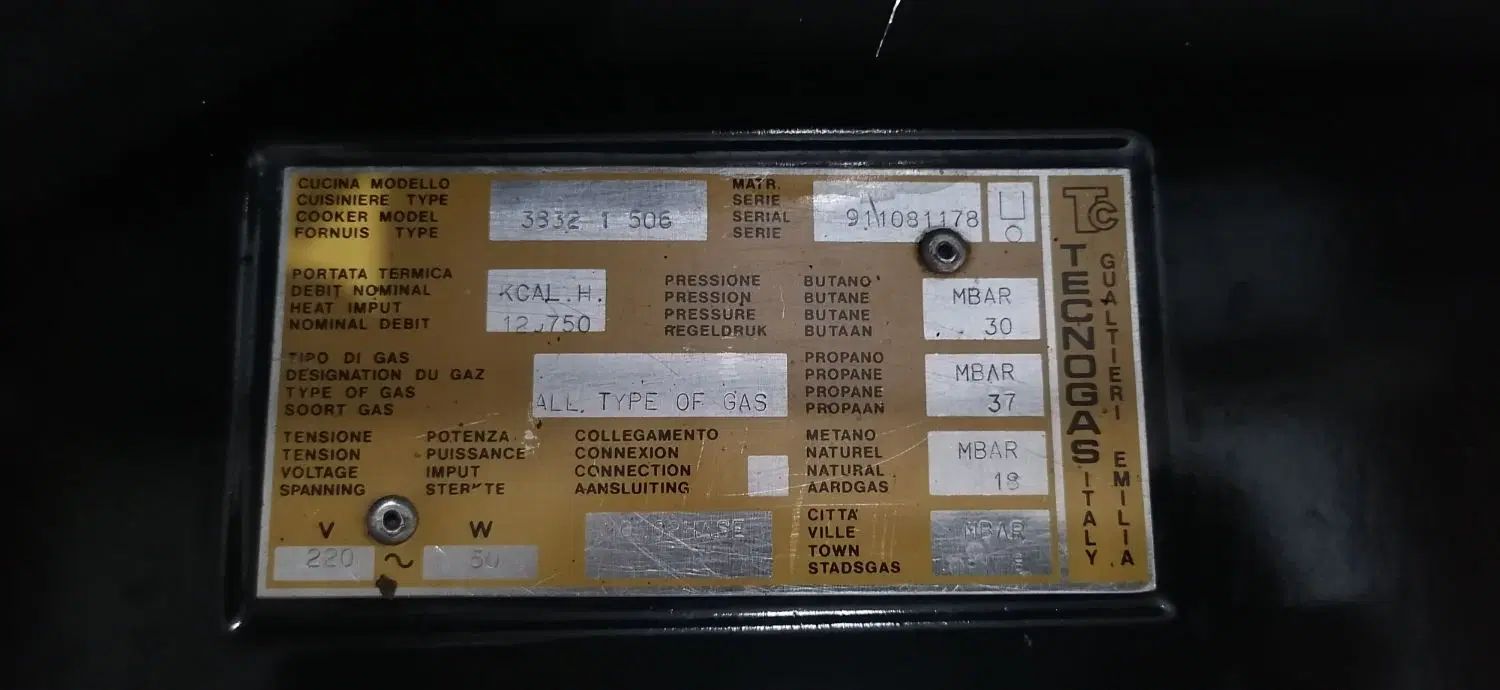 CUCINA MODELLO
CUISINIERE TYPE
COOKER MODEL
FORNUIS TYPE
3832 1 506
MATR.
SERIE
SERIAL
SERIE
911081178
PORTATA TERMICA
DEBIT NOMINAL
HEAT IMPUT
NOMINAL DEBIT
KCAL.H.
PRESSIONE
PRESSION
PRESSURE
REGELDRUK
BUTANO
BUTANE
BUTANE
BUTAAN
MBAR
30
TIPO DI GAS
DESIGNATION DU GAZ
TYPE OF GAS
SOORT GAS
ALL TYPE OF GAS
PROPANO
PROPANE
PROPANE
PROPAAN
MBAR
37
TENSIONE
TENSION
VOLTAGE
SPANNING
POTENZA
PUISSANCE
IMPUT
STERKTE
COLLEGAMENTO
CONNEXION
CONNECTION
AANSLUITING
METANO
NATUREL
NATURAL
AARDGAS
MBAR
18
V
220
~
W
50
MONOPHASE
CITTA'
VILLE
TOWN
STADSGAS
MBAR
8
Tc
TECNOGAS
ITALY
GUALTIERI EMILIA